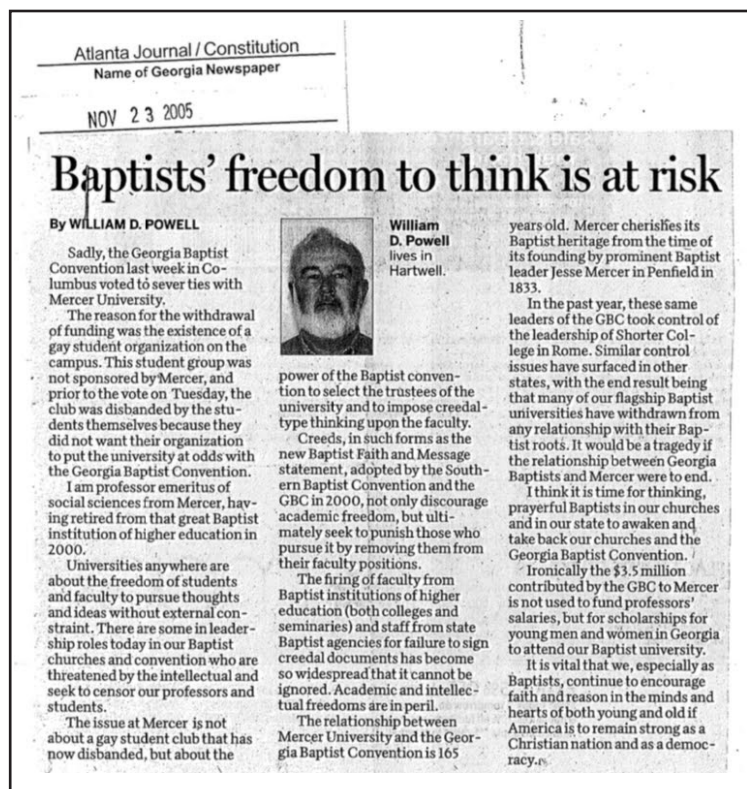 Atlanta Journal / Constitution
Name of Georgia Newspaper
NOV 23 2005
Baptists’ freedom to think is at risk
By WILLIAM D. POWELL
Sadly, the Georgia Baptist
Convention last week in Co-
lumbus voted to sever ties with
Mercer University.
The reason for the withdrawal
of funding was the existence of a
gay student organization on the
campus. This student group was
not sponsored by Mercer, and
prior to the vote on Tuesday, the
club was disbanded by the stu-
dents themselves because they
did not want their organization
to put the university at odds with
the Georgia Baptist Convention.
I am professor emeritus of
social sciences from Mercer, hav-
ing retired from that great Baptist
institution of higher education in
2000.
Universities anywhere are
about the freedom of students
and faculty to pursue thoughts
and ideas without external con-
straint. There are some in leader-
ship roles today in our Baptist
churches and convention who are
threatened by the intellectual and
seek to censor our professors and
students.
The issue at Mercer is not
about a gay student club that has
now disbanded, but about the
William
D. Powell
lives in
Hartwell.
power of the Baptist conven-
tion to select the trustees of the
university and to impose creedal-
type thinking upon the faculty.
Creeds, in such forms as the
new Baptist Faith and Message
statement, adopted by the South-
ern Baptist Convention and the
GBC in 2000, not only discourage
academic freedom, but ulti-
mately seek to punish those who
pursue it by removing them from
their faculty positions.
The firing of faculty from
Baptist institutions of higher
education (both colleges and
seminaries) and staff from state
Baptist agencies for failure to sign
creedal documents has become
so widespread that it cannot be
ignored. Academic and intellec-
tual freedoms are in peril.
The relationship between
Mercer University and the Geor-
gia Baptist Convention is 165
years old. Mercer cherishes its
Baptist heritage from the time of
its founding by prominent Baptist
leader Jesse Mercer in Penfield in
1833.
In the past year, these same
leaders of the GBC took control of
the leadership of Shorter Col-
lege in Rome. Similar control
issues have surfaced in other
states, with the end result being
that many of our flagship Baptist
universities have withdrawn from
any relationship with their Bap-
tist roots. It would be a tragedy if
the relationship between Georgia
Baptists and Mercer were to end.
I think it is time for thinking,
prayerful Baptists in our churches
and in our state to awaken and
take back our churches and the
Georgia Baptist Convention.
Ironically the $3.5 million
contributed by the GBC to Mercer
is not used to fund professors’
salaries, but for scholarships for
young men and women in Georgia
to attend our Baptist university.
It is vital that we, especially as
Baptists, continue to encourage
faith and reason in the minds and
hearts of both young and old if
America is to remain strong as a
Christian nation and as a democ-
racy.